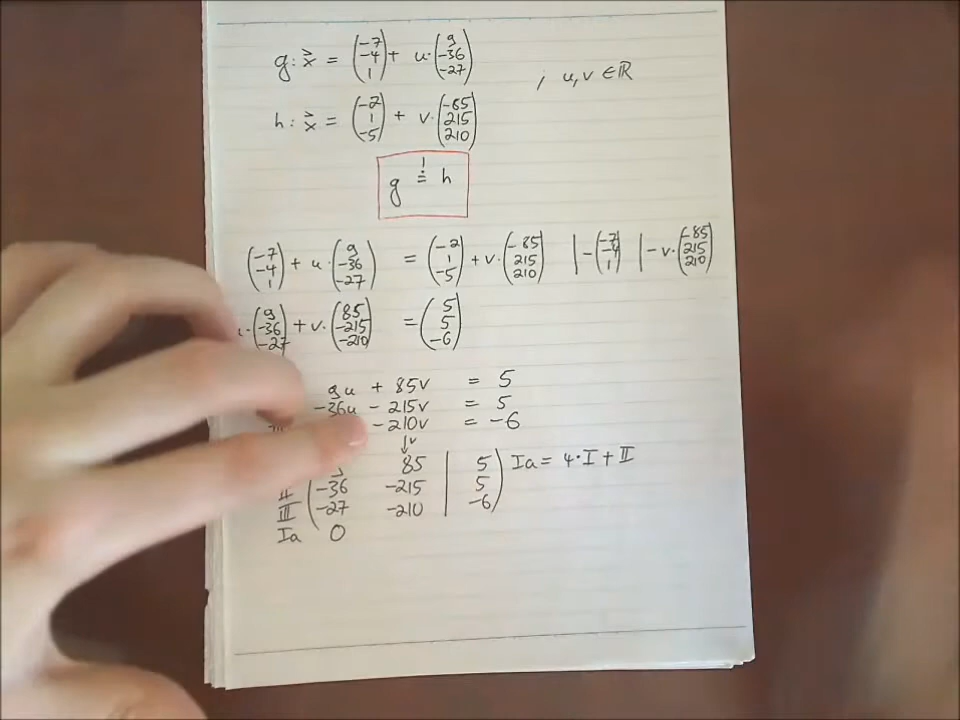 g: x⃗ = (-7 -4 1) + u· (9 -36 -27)
; u, v ∈ ℝ
h: x⃗ = (-2 1 -5) + v· (-85 215 210)
g =! h
(-7 -4 1) + u· (9 -36 -27) = (-2 1 -5) + v· (-85 215 210) | - (-7 -4 1) | - v· (-85 215 210)
(9 -36 -27) + v· (85 -215 -210) = (5 5 -6)
9u + 85v = 5
-36u - 215v = 5
- 210v = -6
↓v
85 | 5 Ia = 4·I + II
II -36 -215 | 5
III -27 -210 | -6
Ia 0